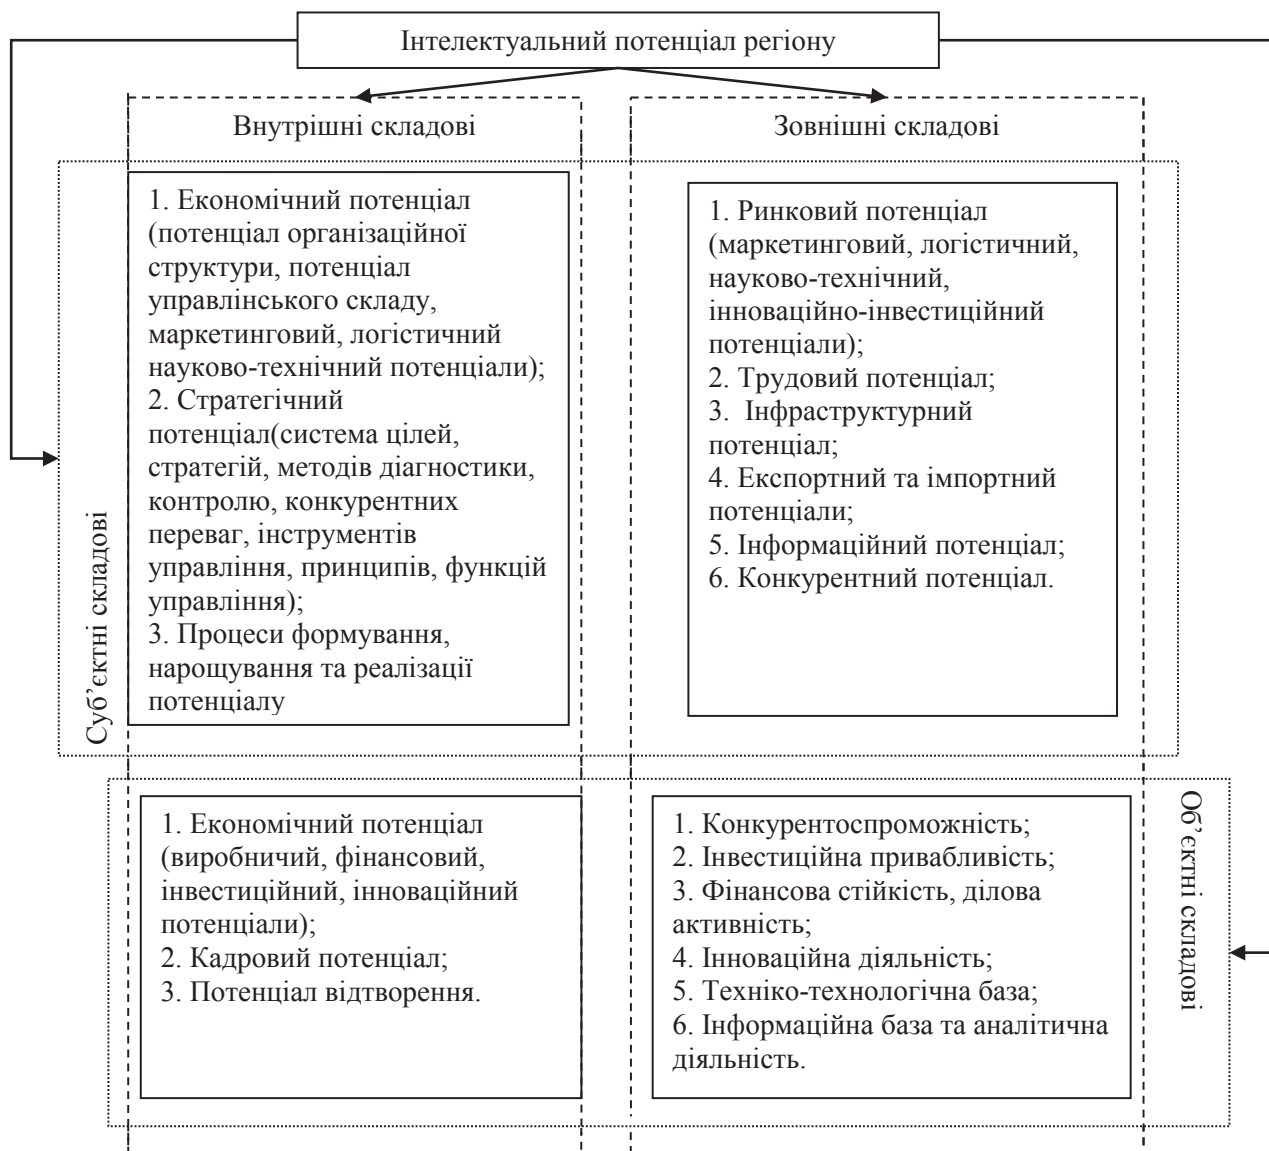 Інтелектуальний потенціал регіону
Внутрішні складові
Зовнішні складові
Суб’єктні складові
1. Економічний потенціал
(потенціал організаційної
структури, потенціал
управлінського складу,
маркетинговий, логістичний
науково-технічний потенціали);
2. Стратегічний
потенціал(система цілей,
стратегій, методів діагностики,
контролю, конкурентних
переваг, інструментів
управління, принципів, функцій
управління);
3. Процеси формування,
нарощування та реалізації
потенціалу
1. Ринковий потенціал
(маркетинговий, логістичний,
науково-технічний,
інноваційно-інвестиційний
потенціали);
2. Трудовий потенціал;
3. Інфраструктурний
потенціал;
4. Експортний та імпортний
потенціали;
5. Інформаційний потенціал;
6. Конкурентний потенціал.
1. Економічний потенціал
(виробничий, фінансовий,
інвестиційний, інноваційний
потенціали);
2. Кадровий потенціал;
3. Потенціал відтворення.
1. Конкурентоспроможність;
2. Інвестиційна привабливість;
3. Фінансова стійкість, ділова
активність;
4. Інноваційна діяльність;
5. Техніко-технологічна база;
6. Інформаційна база та аналітична
діяльність.
Об’єктні складові